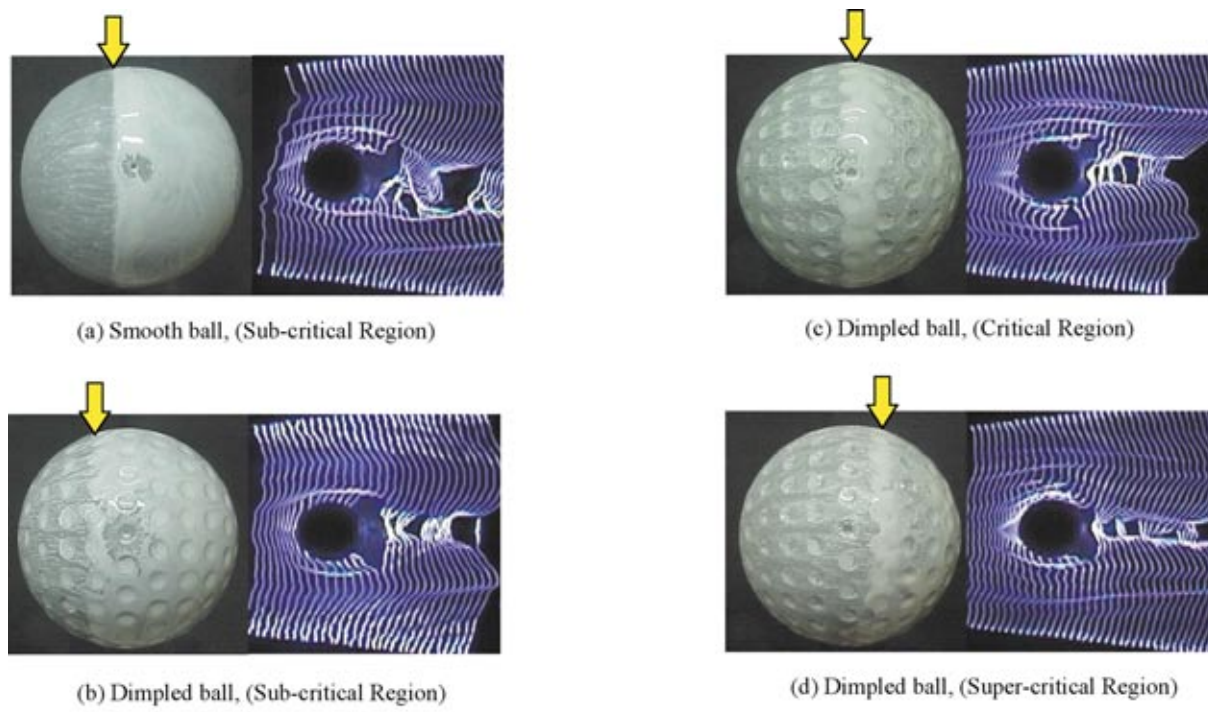 (a) Smooth ball, (Sub-critical Region)
(c) Dimpled ball, (Critical Region)
(b) Dimpled ball, (Sub-critical Region)
(d) Dimpled ball, (Super-critical Region)